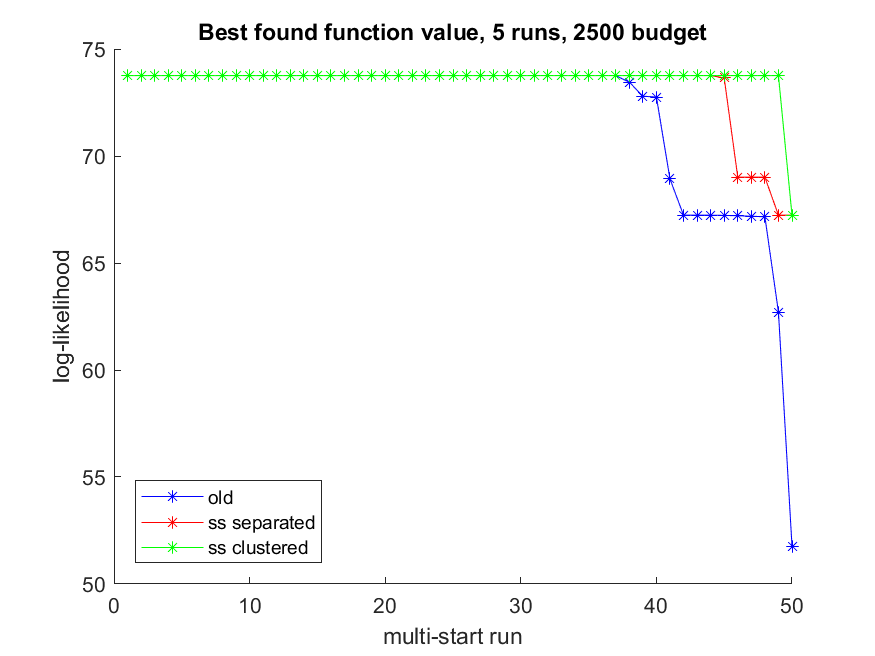 Best found function value, 5 runs, 2500 budget
75
70
65
60
55
50
log-likelihood
old
ss separated
ss clustered
0 10 20 30 40 50
multi-start run